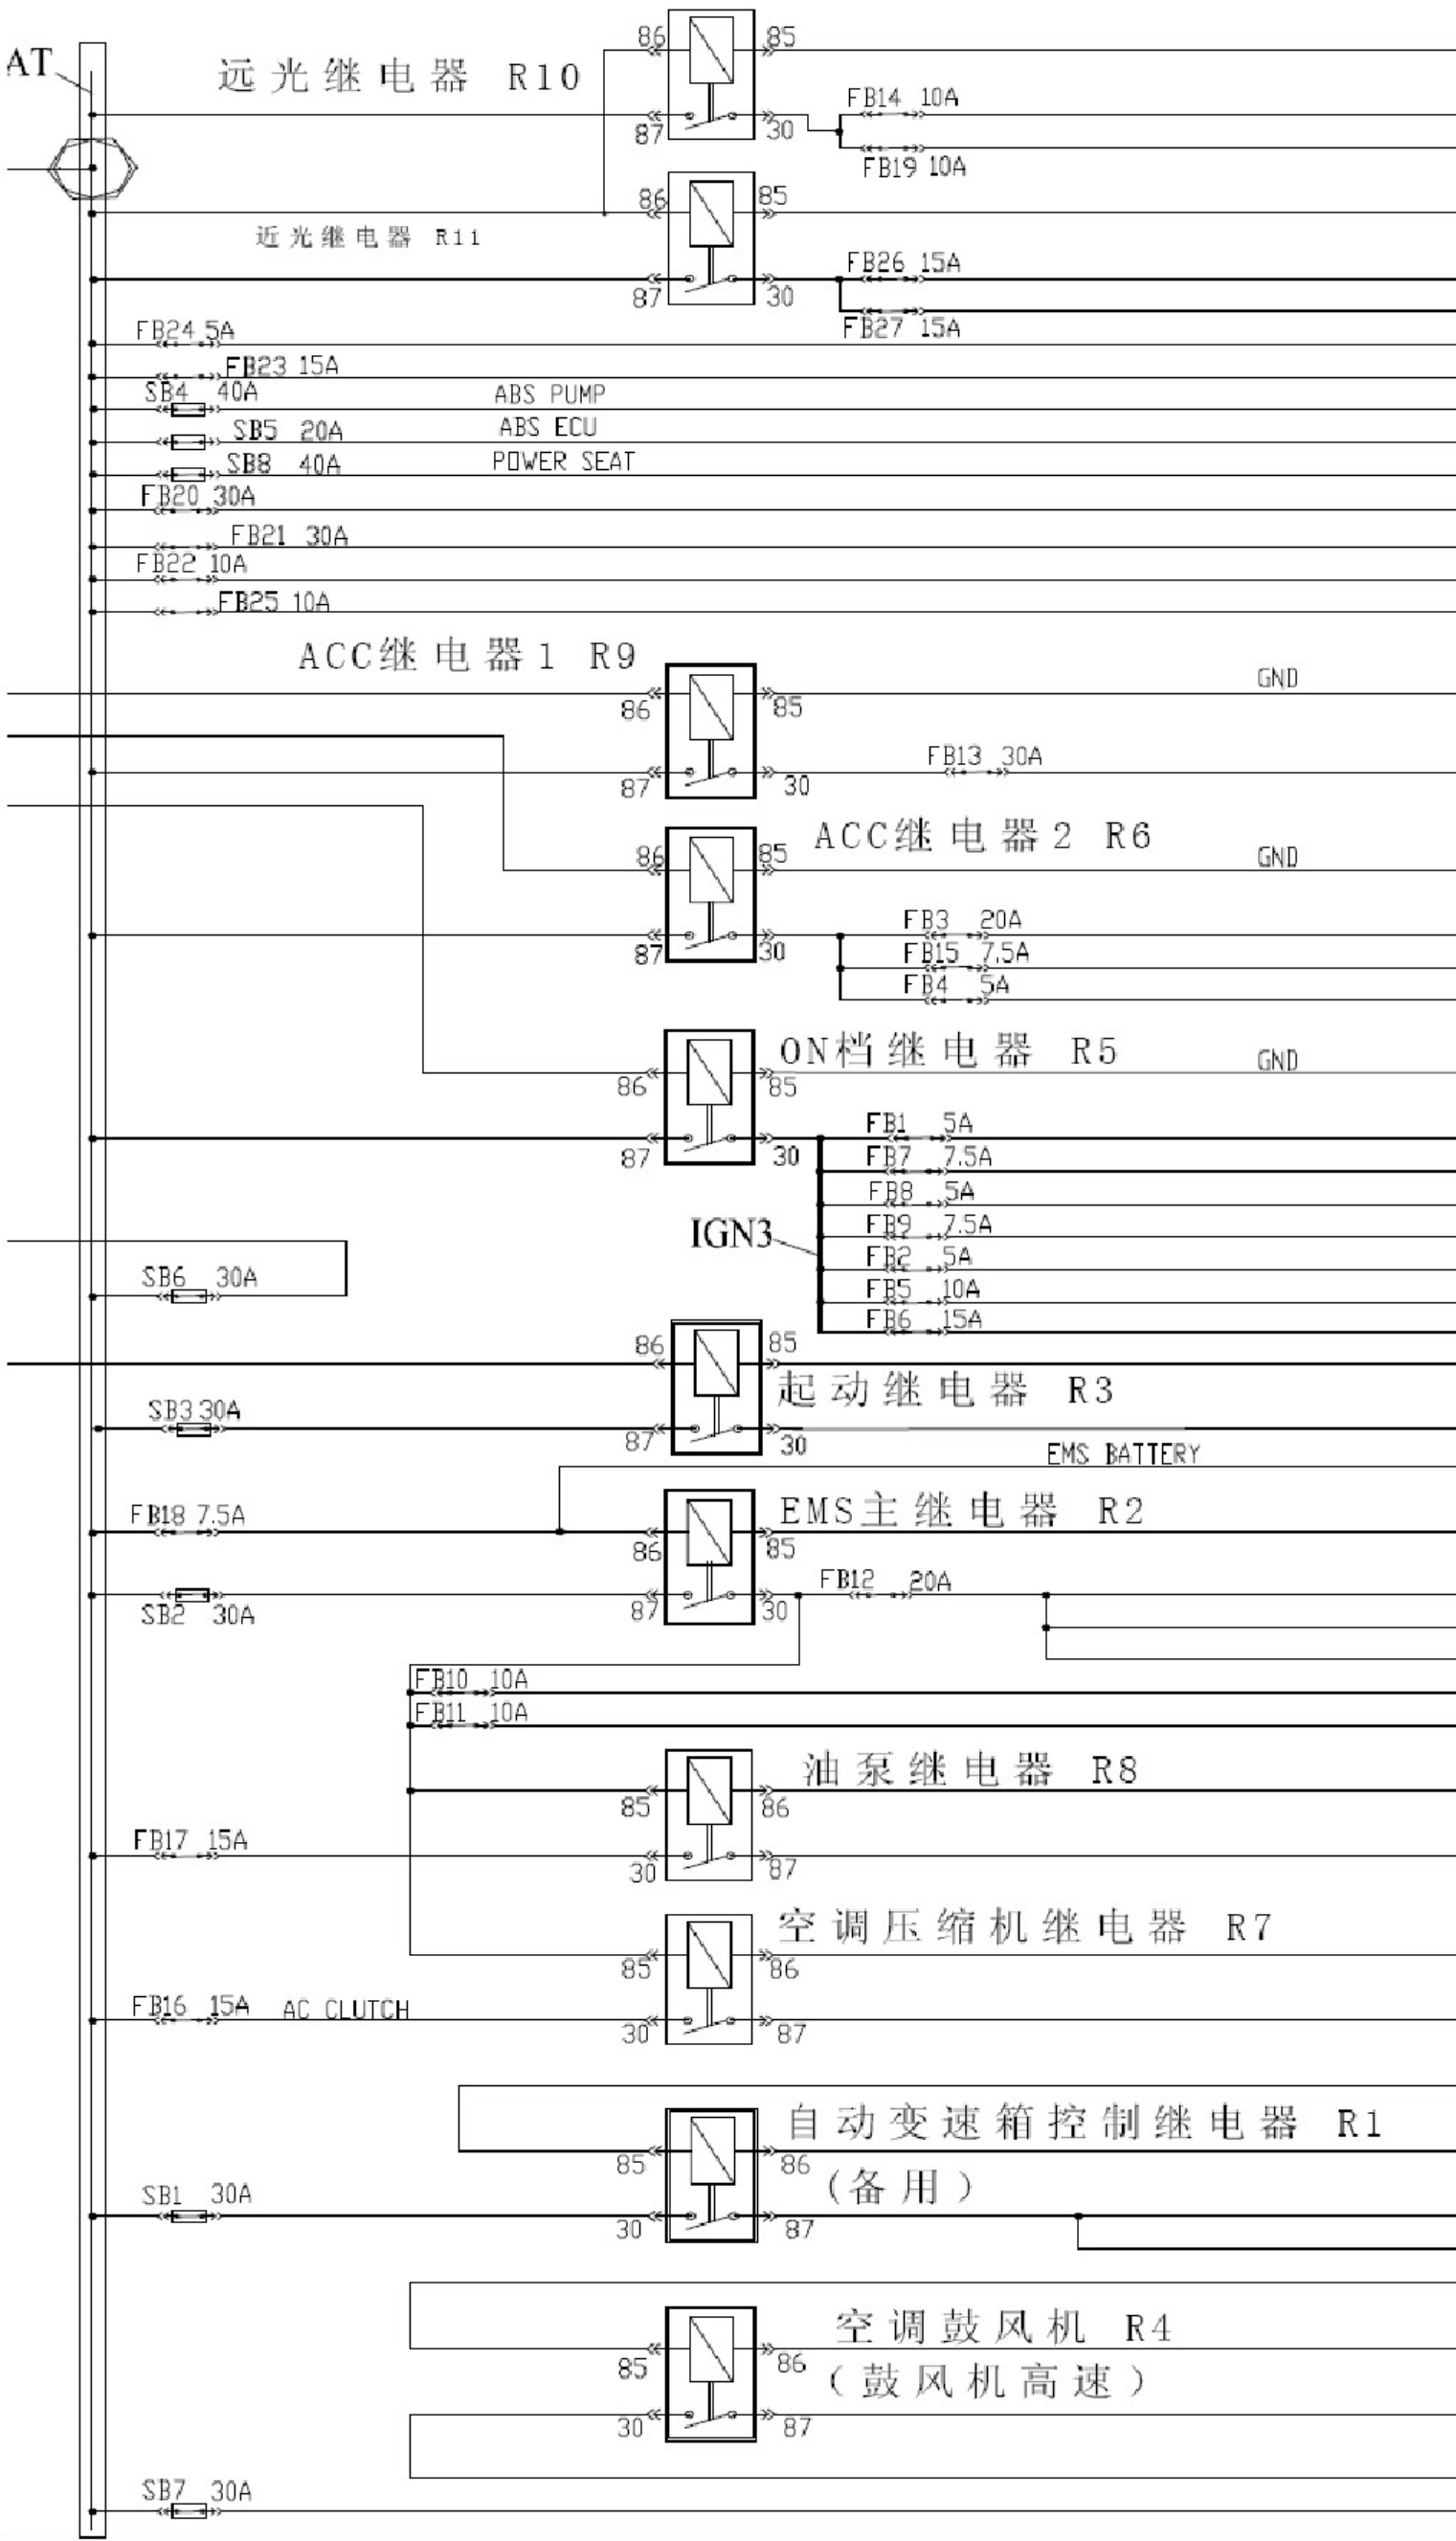 86 85
AT
远光继电器 R10
FB14 10A
87 30
FB19 10A
86 85
近光继电器 R11
FB26 15A
87 30
FB27 15A
FB24 5A
FB23 15A
SB4 40A ABS PUMP
SB5 20A ABS ECU
SB8 40A POWER SEAT
FB20 30A
FB21 30A
FB22 10A
FB25 10A
ACC继电器1 R9
GND
86 85
FB13 30A
87 30
ACC继电器2 R6
86 85 GND
FB3 20A
87 30 FB15 7.5A
FB4 5A
ON档继电器 R5 GND
86 85
FB1 5A
87 30 FB7 7.5A
FB8 5A
IGN3 FB9 7.5A
FB2 5A
SB6 30A
FB5 10A
FB6 15A
86 85
起动继电器 R3
SB3 30A
87 30
EMS BATTERY
EMS主继电器 R2
FB18 7.5A
86 85
FB12 20A
SB2 30A 87 30
FB10 10A
FB11 10A
油泵继电器 R8
85 86
FB17 15A
30 87
空调压缩机继电器 R7
85 86
FB16 15A AC CLUTCH
30 87
自动变速箱控制继电器 R1
85 86
(备用)
SB1 30A
30 87
空调鼓风机 R4
85 86
(鼓风机高速)
30 87
SB7 30A